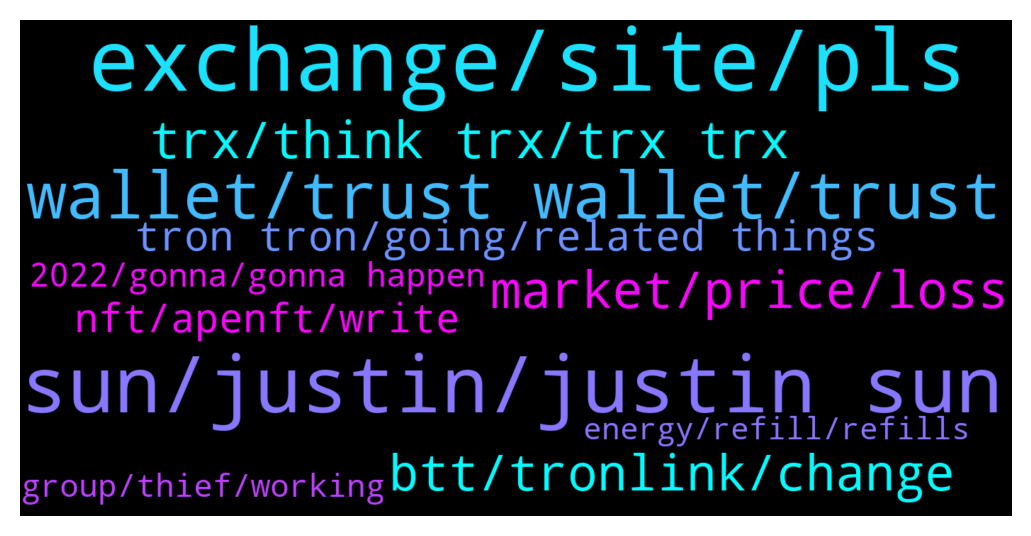 exchange/site/pls
trx/think trx/trx trx
wallet/trust wallet/trust
tron tron/going/related things
2022/gonna/gonna happen
market/price/loss
nft/apenft/write
sun/justin/justin sun
energy/refill/refills
btt/tronlink/change
group/thief/working